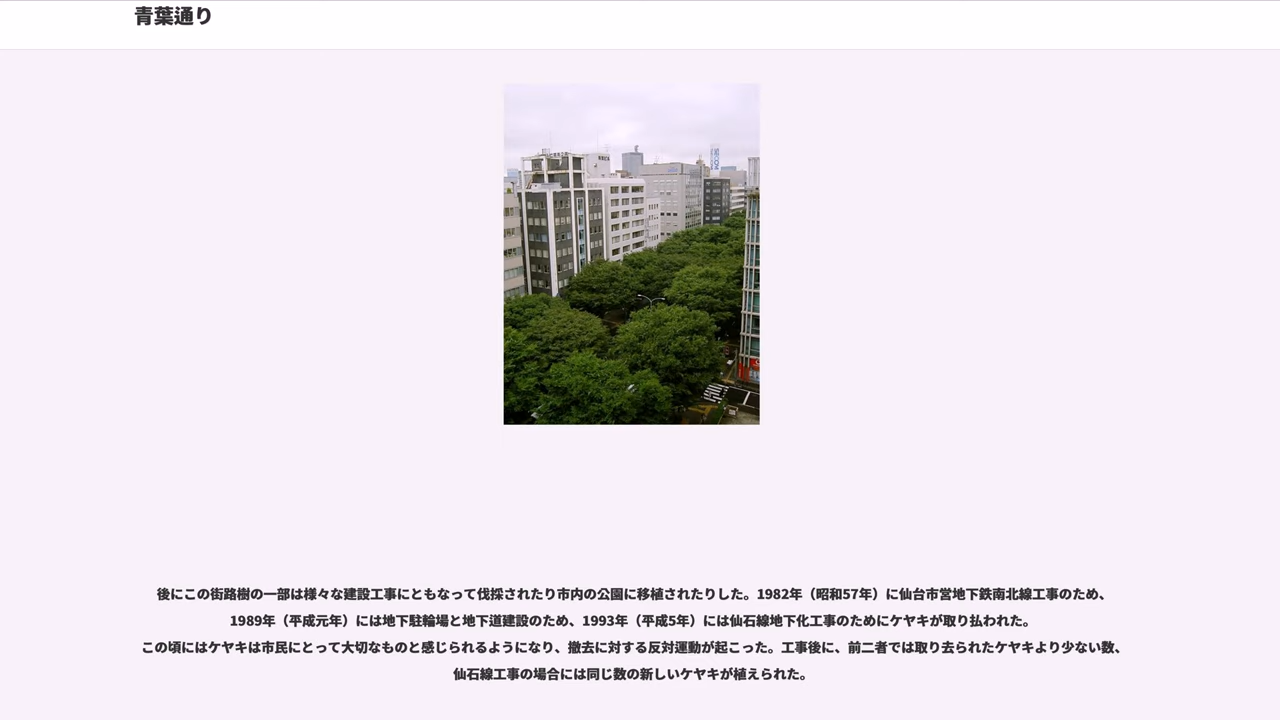 青葉通り
後にこの街路樹の一部は様々な建設工事にともなって伐採されたり市内の公園に移植されたりした。1982年（昭和57年）に仙台市営地下鉄南北線工事のため、
1989年（平成元年）には地下駐輪場と地下道建設のため、1993年（平成5年）には仙石線地下化工事のためにケヤキが取り払われた。
この頃にはケヤキは市民にとって大切なものと感じられるようになり、撤去に対する反対運動が起こった。工事後に、前二者では取り去られたケヤキより少ない数、
仙石線工事の場合には同じ数の新しいケヤキが植えられた。